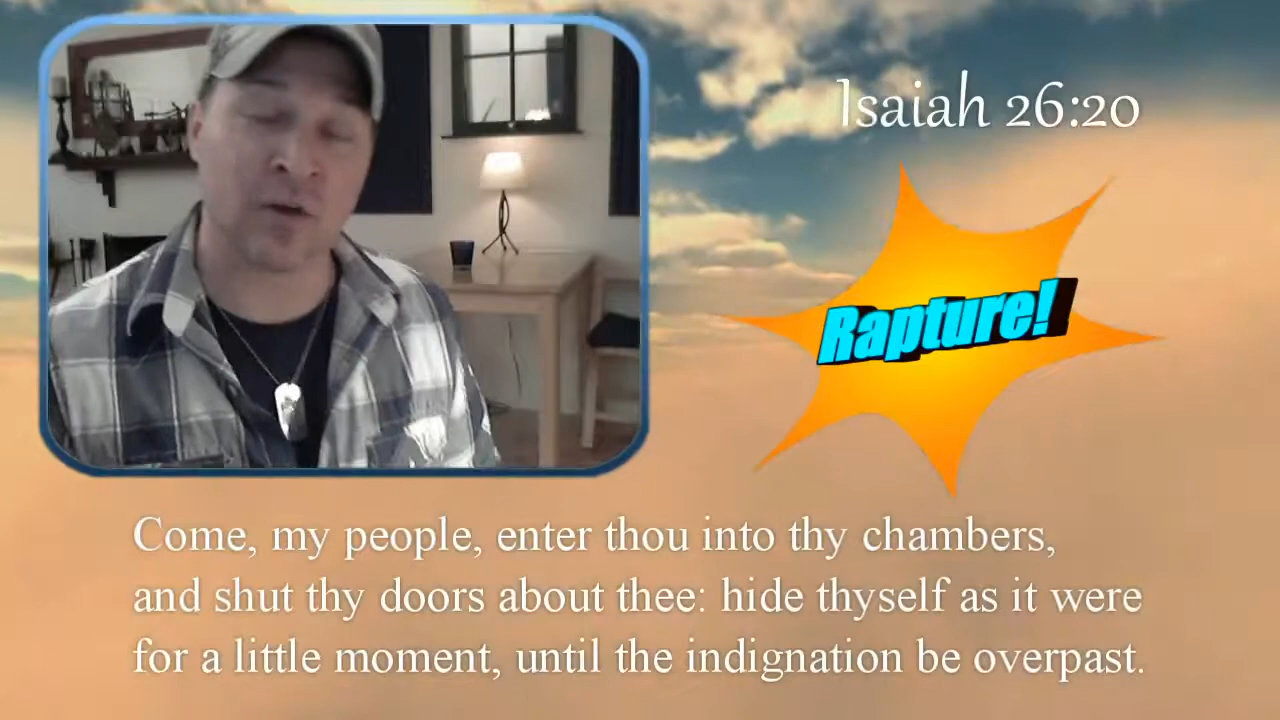 Isaiah 26:20
Rapture!
Come, my people, enter thou into thy chambers,
and shut thy doors about thee: hide thyself as it were
for a little moment, until the indignation be overpast.